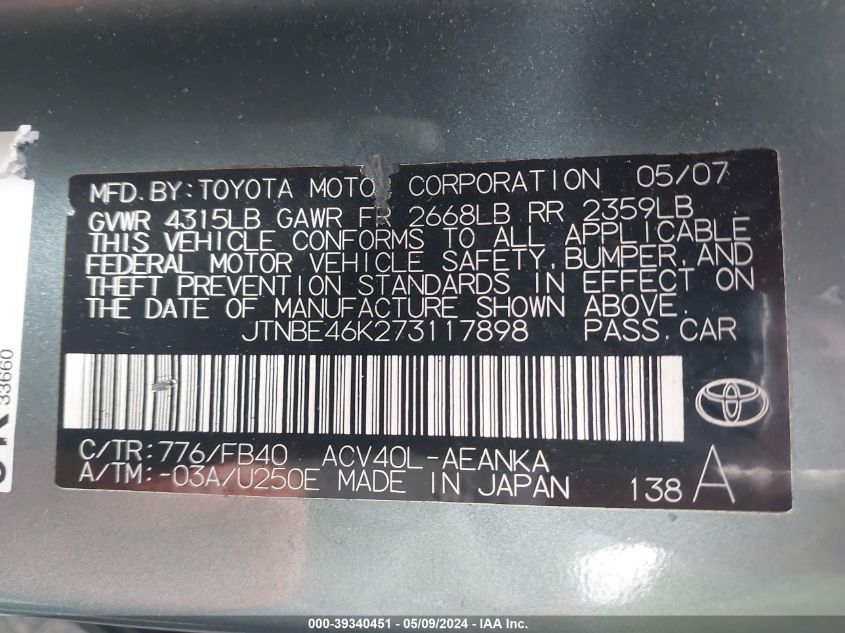 MFD. BY: TOYOTA MOTOR CORPORATION 05/07
GVWR 4315LB GAWR FR 2668LB RR 2359LB
THIS VEHICLE CONFORMS TO ALL APPLICABLE
FEDERAL MOTOR VEHICLE SAFETY, BUMPER, AND
THEFT PREVENTION STANDARDS IN EFFECT ON
THE DATE OF MANUFACTURE SHOWN ABOVE.
JTNBE46K273117898 PASS. CAR
C/TR: 776/FB40 ACV40L-AEANKA
A/TM: -03A/U250E MADE IN JAPAN 138 A
33660
000-39340451 - 05/09/2024 - IAA Inc.